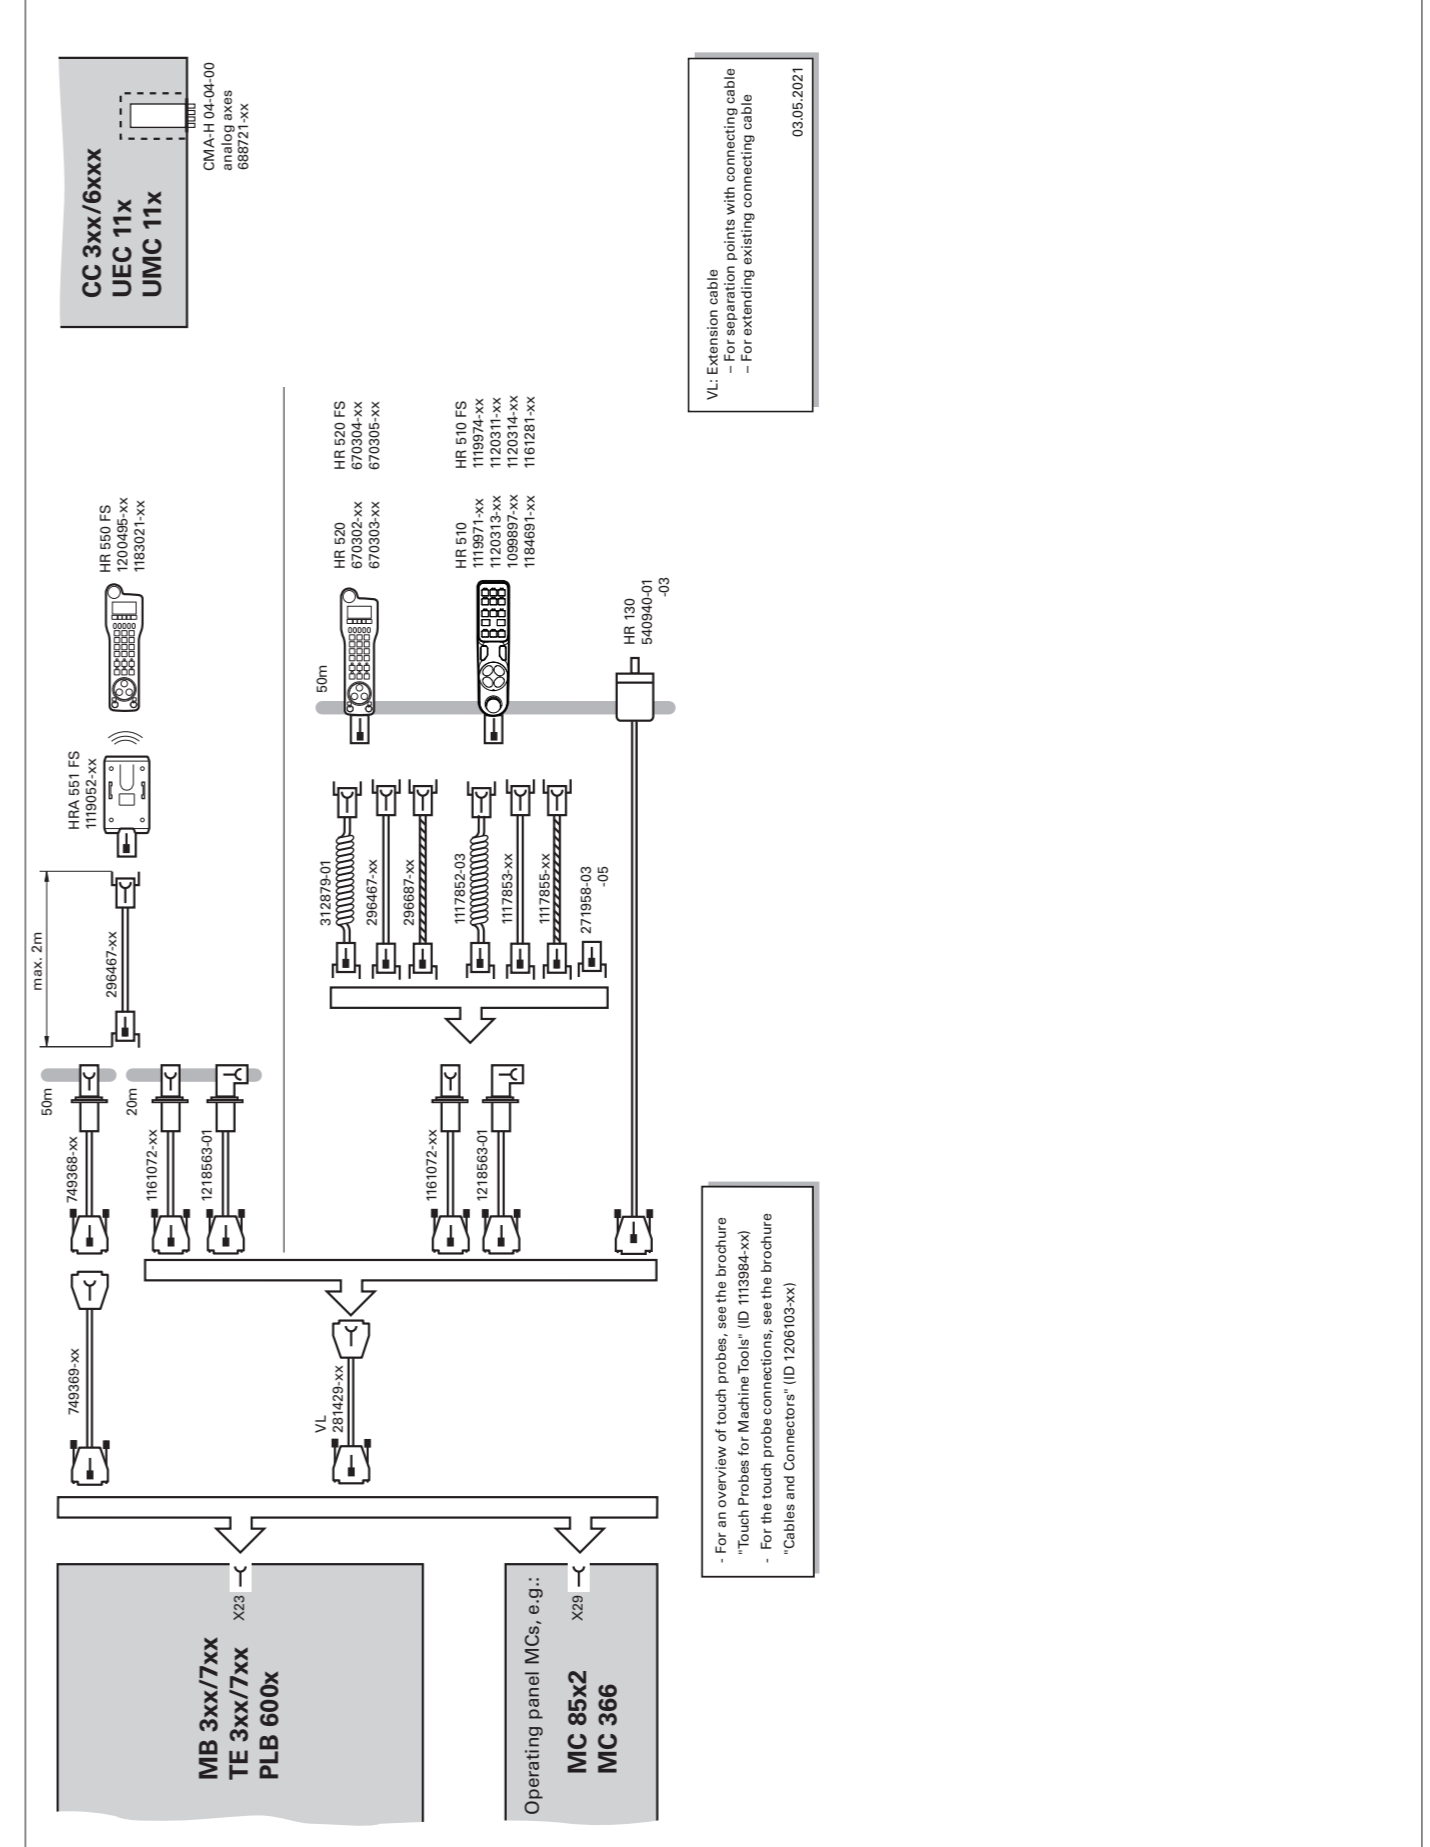 CC 3xx/6xxx
UEC 11x
UMC 11x
CMA-H 04-04-00
analog axes
688721-xx
VL: Extension cable
– For separation points with connecting cable
– For extending existing connecting cable
03.05.2021
HR 550 FS
1200495-xx
1183021-xx
HRA 551 FS
1119052-xx
max. 2m
296467-xx
50m
749368-xx
20m
1161072-xx
1218563-01
749369-xx
HR 520 FS
670304-xx
670305-xx
HR 520
670302-xx
670303-xx
HR 510 FS
1119974-xx
1120311-xx
1120314-xx
1161281-xx
HR 510
1119971-xx
1120313-xx
1099897-xx
1184691-xx
HR 130
540940-01
-03
50m
312879-01
296467-xx
296687-xx
1117852-03
1117853-xx
1117855-xx
271958-03
-05
1161072-xx
1218563-01
VL
281429-xx
X23
MB 3xx/7xx
TE 3xx/7xx
PLB 600x
Operating panel MCs, e.g.:
X29
MC 85x2
MC 366
- For an overview of touch probes, see the brochure
"Touch Probes for Machine Tools" (ID 1113984-xx)
- For the touch probe connections, see the brochure
"Cables and Connectors" (ID 1206103-xx)